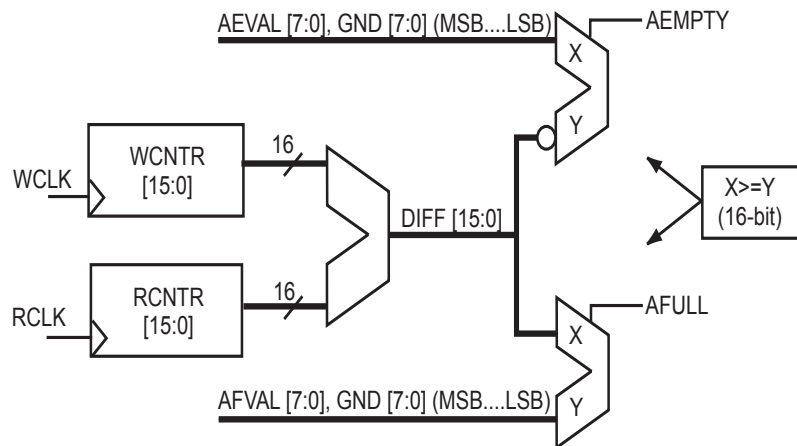 AEVAL [7:0], GND [7:0] (MSB....LSB)
AEMPTY
X
Y
WCLK
WCNTR
[15:0]
16
DIFF [15:0]
X>=Y
(16-bit)
RCLK
RCNTR
[15:0]
16
AFULL
X
Y
AFVAL [7:0], GND [7:0] (MSB....LSB)